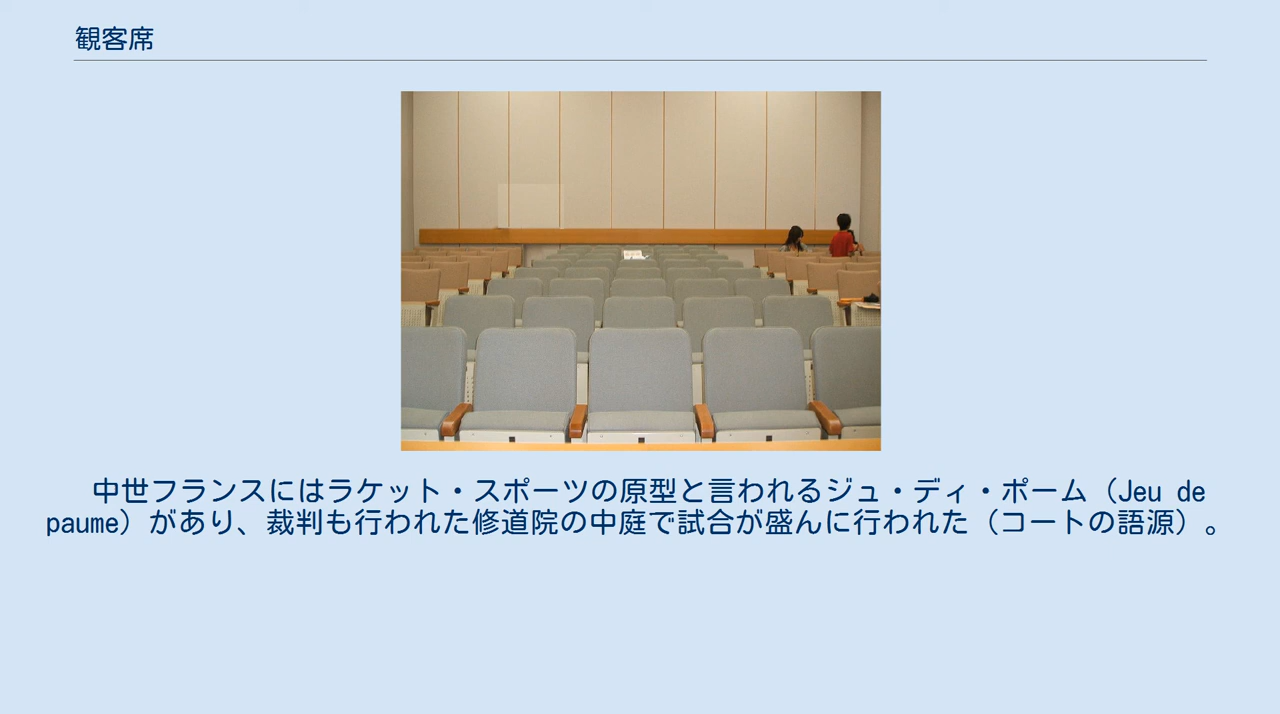 観客席
中世フランスにはラケット・スポーツの原型と言われるジュ・ディ・ポーム（Jeu de
paume）があり、裁判も行われた修道院の中庭で試合が盛んに行われた（コートの語源）。